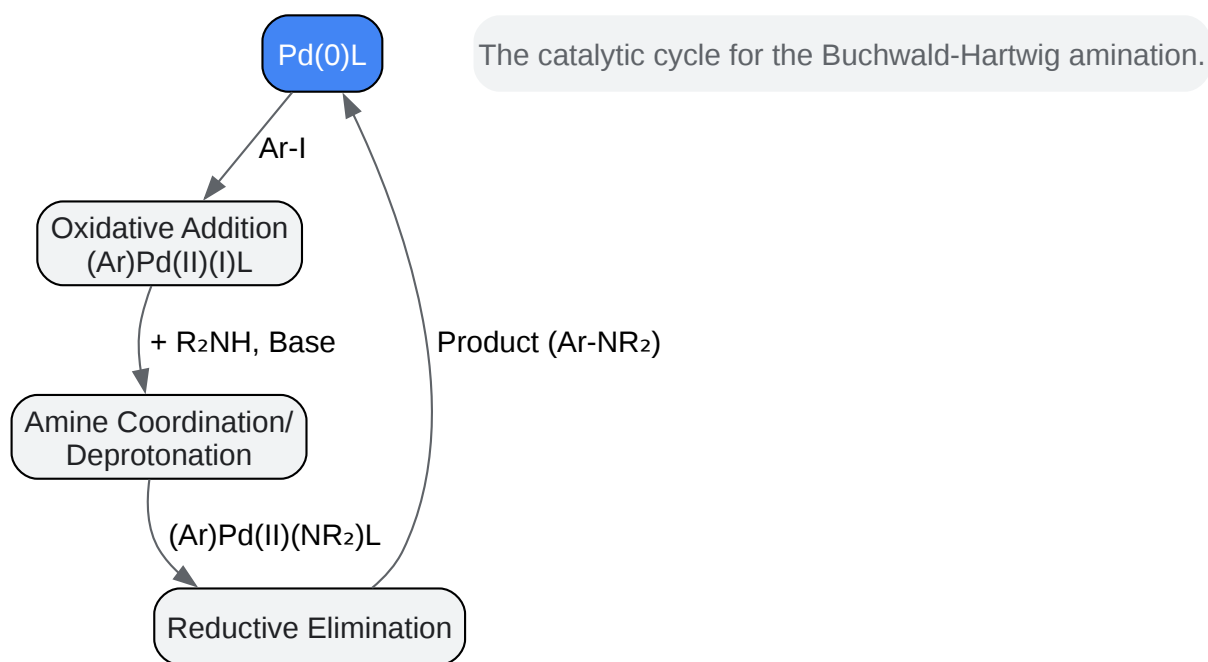 Pd(0)L
The catalytic cycle for the Buchwald-Hartwig amination.
Ar-I
Oxidative Addition
(Ar)Pd(II)(I)L
+ R₂NH, Base
Product (Ar-NR₂)
Amine Coordination/
Deprotonation
(Ar)Pd(II)(NR₂)L
Reductive Elimination